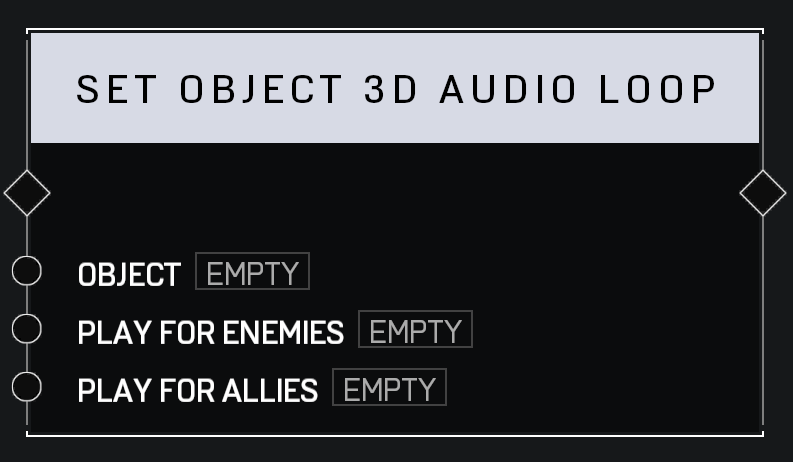 SET OBJECT 3D AUDIO LOOP
OBJECT EMPTY
PLAY FOR ENEMIES EMPTY
PLAY FOR ALLIES EMPTY